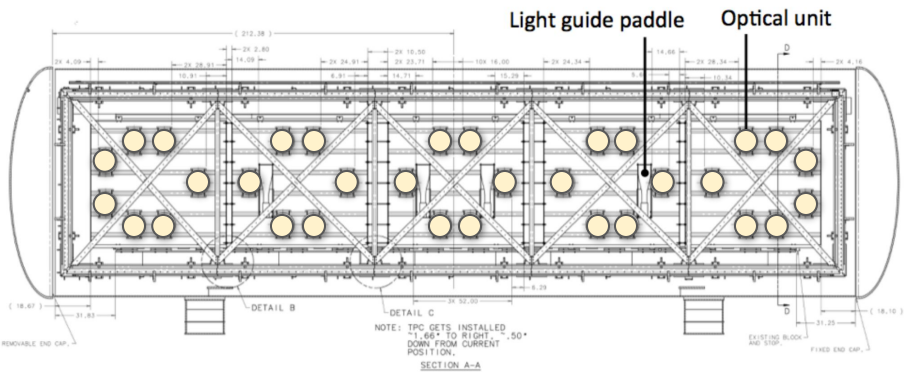 Light guide paddle
Optical unit
( 212.38 )
2X 2.80
2X 10.50
14.66
D
2X 4.09
2X 28.91
14.09
2X 24.91
2X 23.71
10X 16.00
2X 24.34
2X 28.34
2X 4.16
10.91
6.91
14.71
15.29
10.34
6.29
DETAIL B
DETAIL C
3X 52.00
D
( 18.67 )
31.83
31.25
( 18.10 )
NOTE: TPC GETS INSTALLED
~1.66" TO RIGHT, ~.50"
DOWN FROM CURRENT
POSITION.
REMOVABLE END CAP.
EXISTING BLOCK
AND STOP.
FIXED END CAP.
SECTION A-A